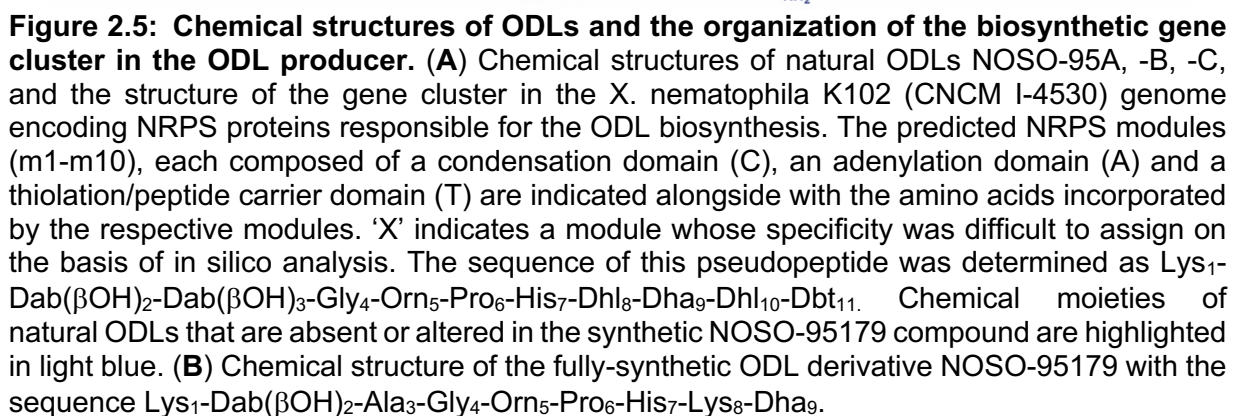 Figure 2.5: Chemical structures of ODLs and the organization of the biosynthetic gene
cluster in the ODL producer. (A) Chemical structures of natural ODLs NOSO-95A, -B, -C,
and the structure of the gene cluster in the X. nematophila K102 (CNCM I-4530) genome
encoding NRPS proteins responsible for the ODL biosynthesis. The predicted NRPS modules
(m1-m10), each composed of a condensation domain (C), an adenylation domain (A) and a
thiolation/peptide carrier domain (T) are indicated alongside with the amino acids incorporated
by the respective modules. ‘X’ indicates a module whose specificity was difficult to assign on
the basis of in silico analysis. The sequence of this pseudopeptide was determined as Lys₁-
Dab(βOH)₂-Dab(βOH)₃-Gly₄-Orn₅-Pro₆-His₇-Dhl₈-Dha₉-Dhl₁₀-Dbt₁₁. Chemical moieties of
natural ODLs that are absent or altered in the synthetic NOSO-95179 compound are highlighted
in light blue. (B) Chemical structure of the fully-synthetic ODL derivative NOSO-95179 with the
sequence Lys₁-Dab(βOH)₂-Ala₃-Gly₄-Orn₅-Pro₆-His₇-Lys₈-Dha₉.